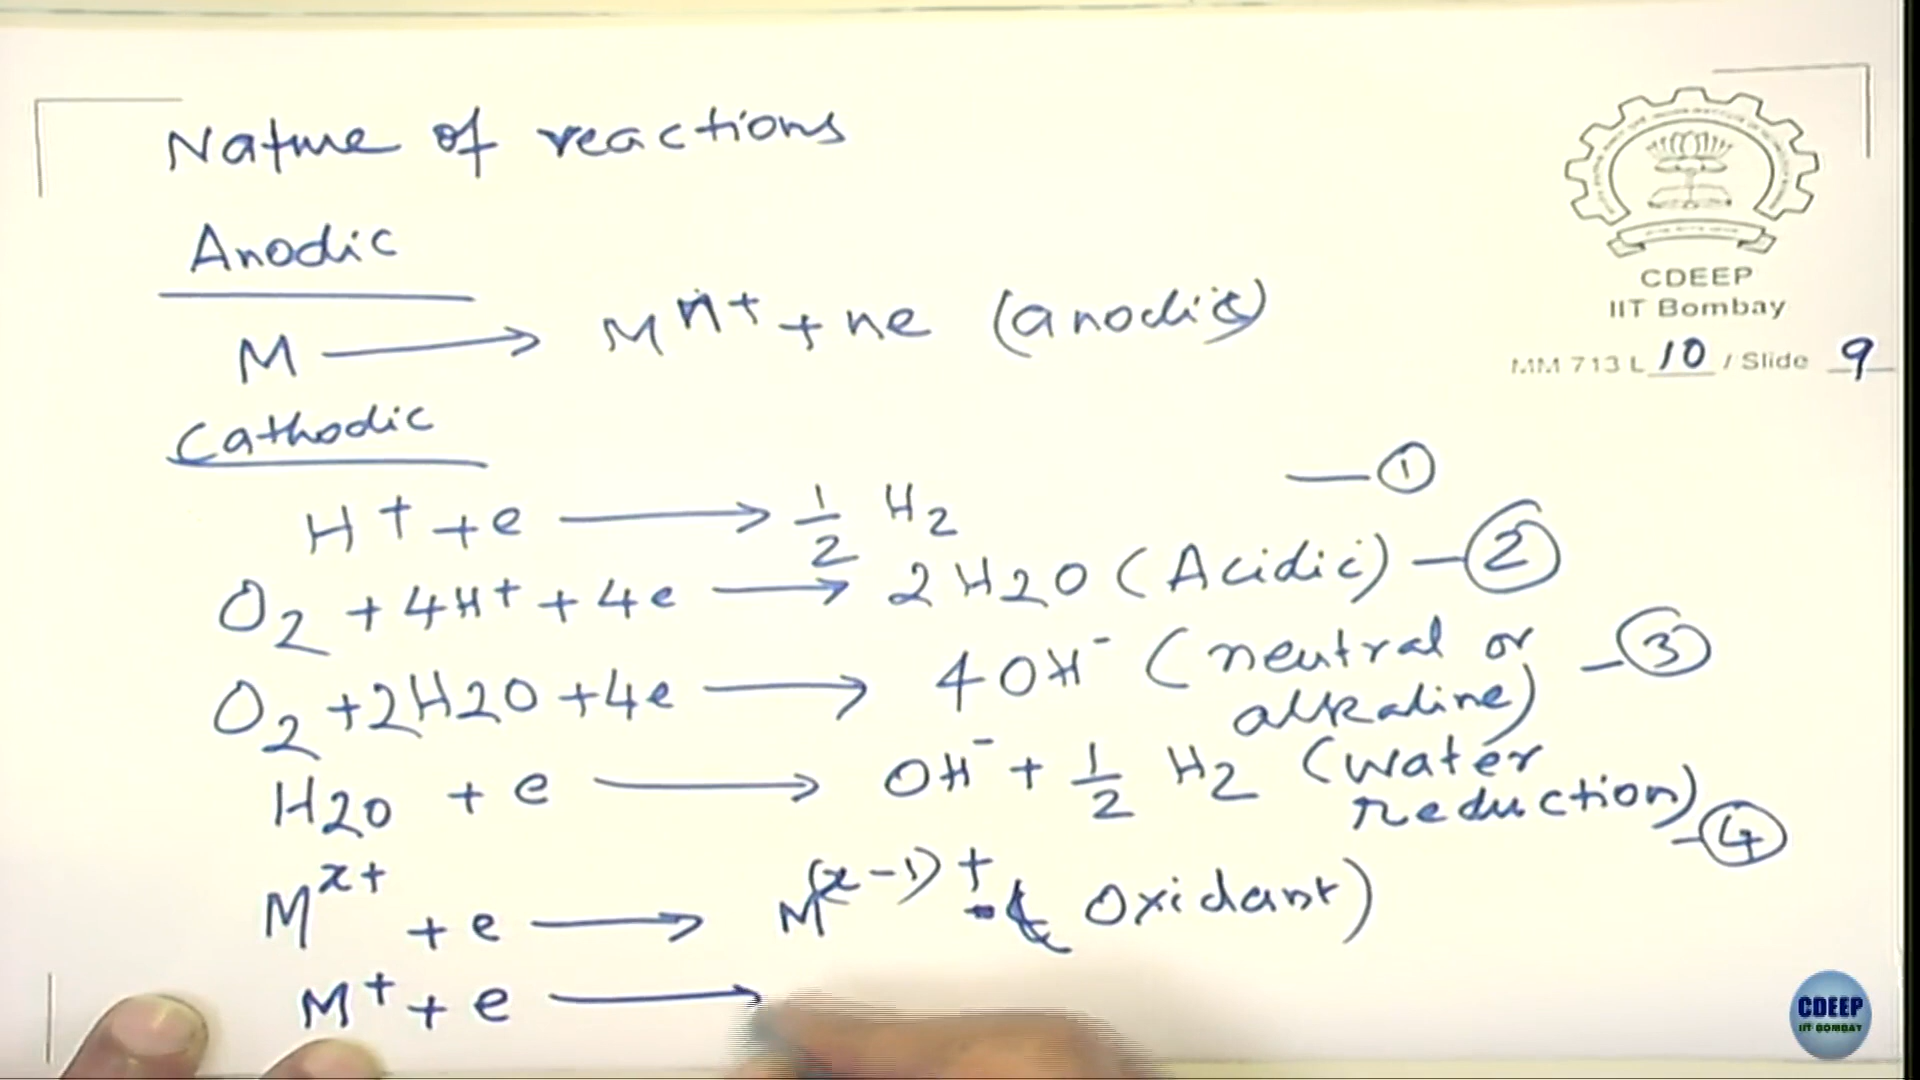 Nature of reactions
Anodic
M ⟶ Mⁿ⁺ + ne (anodic)
Cathodic
H⁺ + e ⟶ 1/2 H₂ — ①
O₂ + 4H⁺ + 4e ⟶ 2H2O (Acidic) — ②
O₂ + 2H2O + 4e ⟶ 4OH⁻ (neutral or — ③
alkaline)
H2O + e ⟶ OH⁻ + 1/2 H₂ (water
reduction) — ④
Mˣ⁺ + e ⟶ M⁽ˣ⁻¹⁾⁺ (Oxidant)
M⁺ + e ⟶
CDEEP
IIT Bombay
MM 713 L 10 / Slide 9
CDEEP
IIT BOMBAY